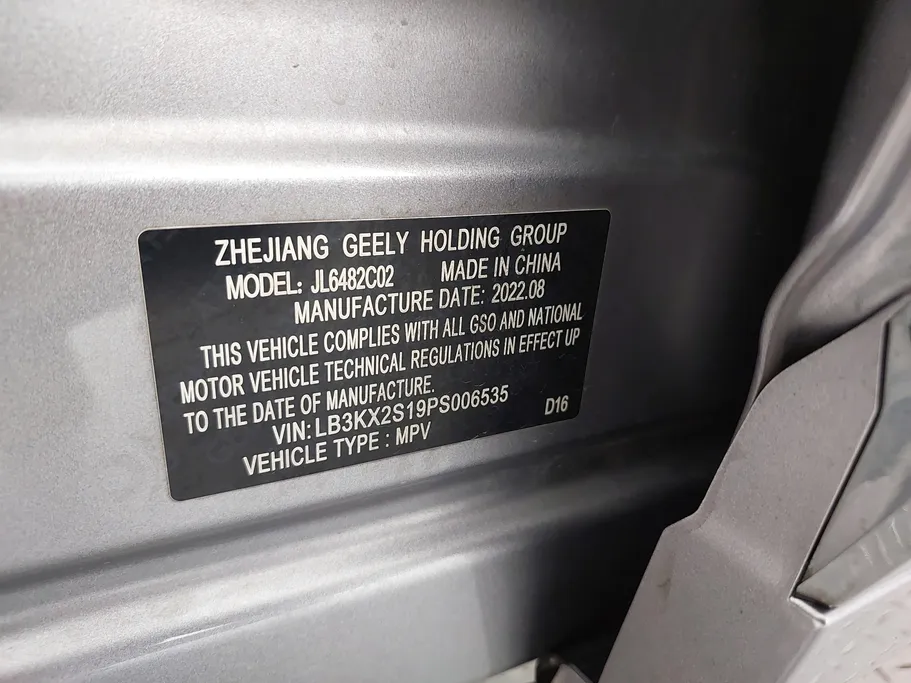 ZHEJIANG GEELY HOLDING GROUP
MODEL: JL6482C02 MADE IN CHINA
MANUFACTURE DATE: 2022.08
THIS VEHICLE COMPLIES WITH ALL GSO AND NATIONAL
MOTOR VEHICLE TECHNICAL REGULATIONS IN EFFECT UP
TO THE DATE OF MANUFACTURE.
VIN: LB3KX2S19PS006535 D16
VEHICLE TYPE : MPV